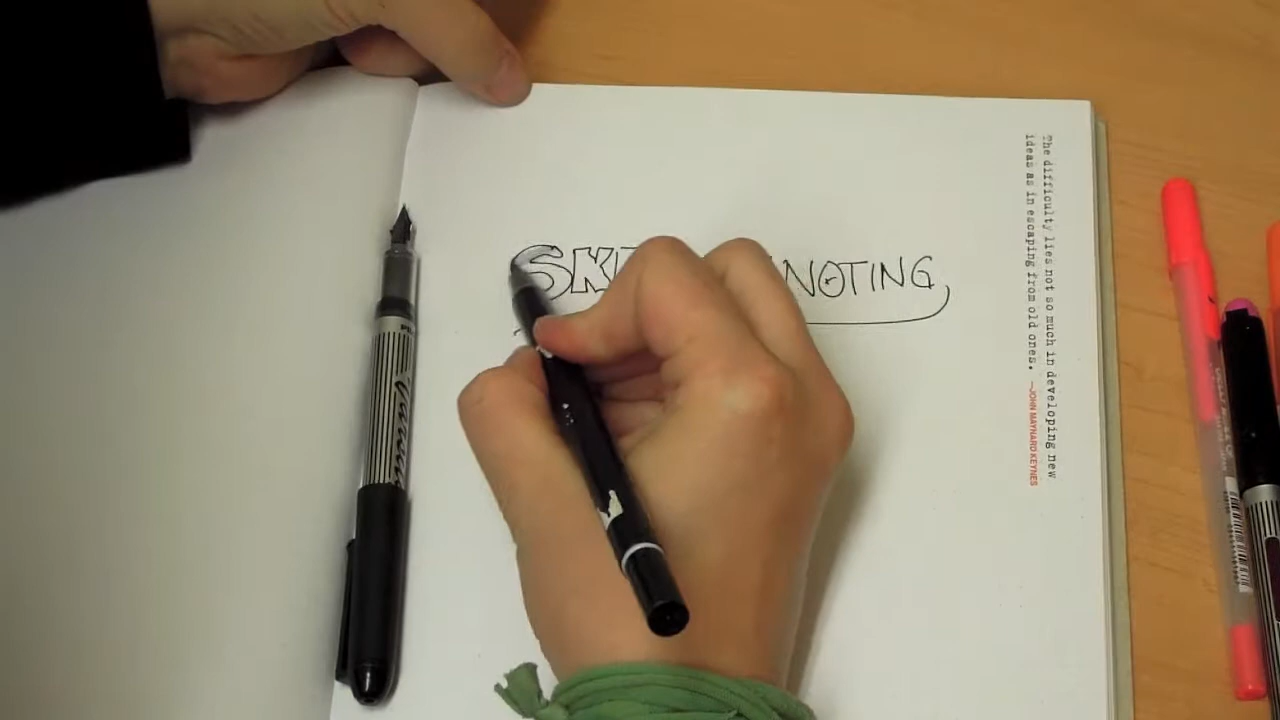 SKE NOTING
The difficulty lies not so much in developing new
ideas as in escaping from old ones. —JOHN MAYNARD KEYNES